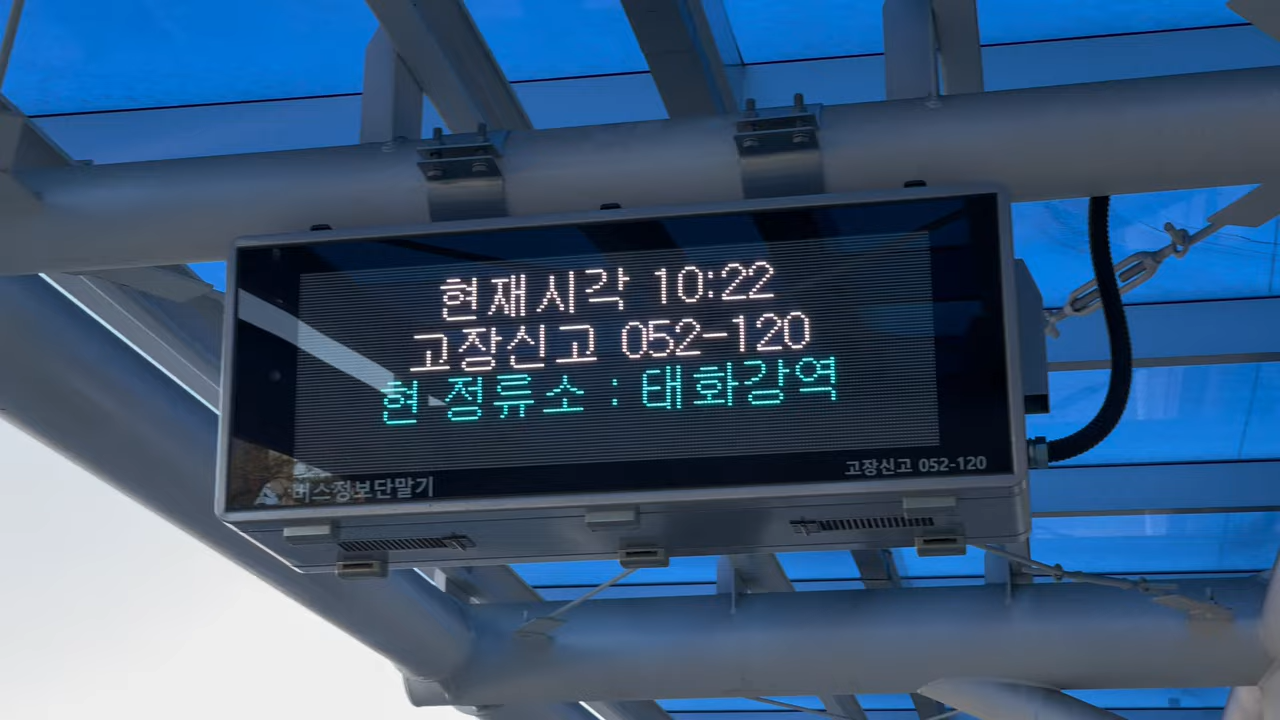 현재시각 10:22
고장신고 052-120
현 정류소 : 태화강역
버스정보단말기
고장신고 052-120